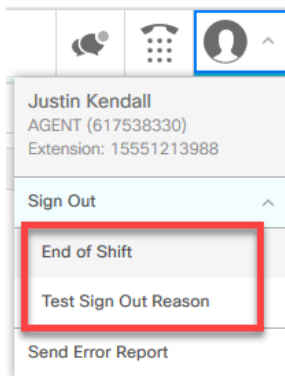 Justin Kendall
AGENT (617538330)
Extension: 15551213988
Sign Out
End of Shift
Test Sign Out Reason
Send Error Report